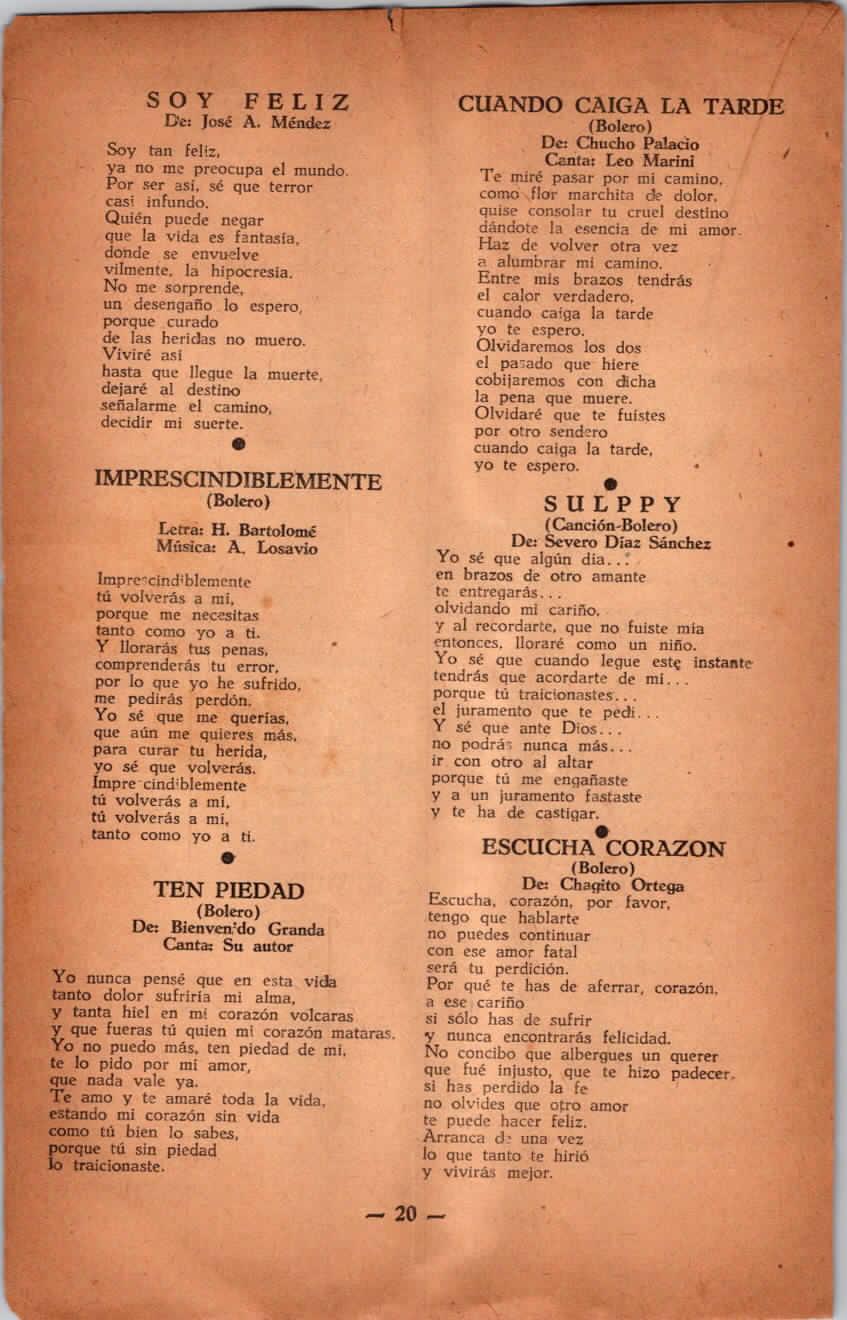 SOY FELIZ
De: José A. Méndez
Soy tan feliz,
ya no me preocupa el mundo.
Por ser así, sé que terror
casi infundo.
Quién puede negar
que la vida es fantasía,
donde se envuelve
vilmente, la hipocresía.
No me sorprende,
un desengaño lo espero,
porque curado
de las heridas no muero.
Viviré así
hasta que llegue la muerte,
dejaré al destino
señalarme el camino,
decidir mi suerte.
IMPRESCINDIBLEMENTE
(Bolero)
Letra: H. Bartolomé
Música: A. Losavio
Imprescindiblemente
tú volverás a mí,
porque me necesitas
tanto como yo a ti.
Y llorarás tus penas,
comprenderás tu error,
por lo que yo he sufrido,
me pedirás perdón.
Yo sé que me querías,
que aún me quieres más,
para curar tu herida,
yo sé que volverás.
Imprescindiblemente
tú volverás a mí,
tú volverás a mí,
tanto como yo a ti.
TEN PIEDAD
(Bolero)
De: Bienvenido Granda
Canta: Su autor
Yo nunca pensé que en esta vida
tanto dolor sufriría mi alma,
y tanta hiel en mi corazón volcaras
y que fueras tú quien mi corazón mataras.
Yo no puedo más, ten piedad de mi,
te lo pido por mi amor,
que nada vale ya.
Te amo y te amaré toda la vida,
estando mi corazón sin vida
como tú bien lo sabes,
porque tú sin piedad
lo traicionaste.
CUANDO CAIGA LA TARDE
(Bolero)
De: Chucho Palacio
Canta: Leo Marini
Te miré pasar por mi camino,
como flor marchita de dolor,
quise consolar tu cruel destino
dándote la esencia de mi amor.
Haz de volver otra vez
a alumbrar mi camino.
Entre mis brazos tendrás
el calor verdadero,
cuando caiga la tarde
yo te espero.
Olvidaremos los dos
el pasado que hiere
cobijaremos con dicha
la pena que muere.
Olvidaré que te fuistes
por otro sendero
cuando caiga la tarde,
yo te espero.
SULPPY
(Canción-Bolero)
De: Severo Díaz Sánchez
Yo sé que algún día...
en brazos de otro amante
te entregarás...
olvidando mi cariño,
y al recordarte, que no fuiste mía
entonces, lloraré como un niño.
Yo sé que cuando legue este instante
tendrás que acordarte de mi...
porque tú traicionastes...
el juramento que te pedi...
Y sé que ante Dios...
no podrás nunca más...
ir con otro al altar
porque tú me engañaste
y a un juramento fastaste
y te ha de castigar.
ESCUCHA CORAZON
(Bolero)
De: Chagito Ortega
Escucha, corazón, por favor,
tengo que hablarte
no puedes continuar
con ese amor fatal
será tu perdición.
Por qué te has de aferrar, corazón,
a ese cariño
si sólo has de sufrir
y nunca encontrarás felicidad.
No concibo que albergues un querer
que fué injusto, que te hizo padecer,
si has perdido la fe
no olvides que otro amor
te puede hacer feliz.
Arranca de una vez
lo que tanto te hirió
y vivirás mejor.
— 20 —